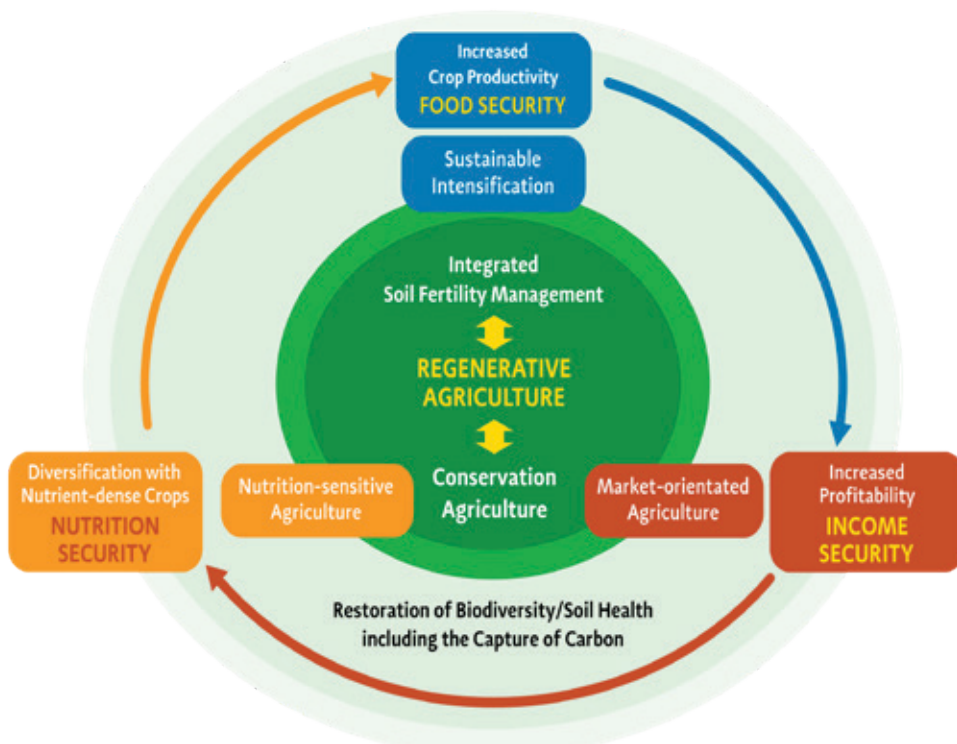 Increased
Crop Productivity
FOOD SECURITY
Sustainable
Intensification
Integrated
Soil Fertility Management
REGENERATIVE
AGRICULTURE
Conservation
Agriculture
Diversification with
Nutrient-dense Crops
NUTRITION
SECURITY
Nutrition-sensitive
Agriculture
Market-orientated
Agriculture
Increased
Profitability
INCOME
SECURITY
Restoration of Biodiversity/Soil Health
including the Capture of Carbon